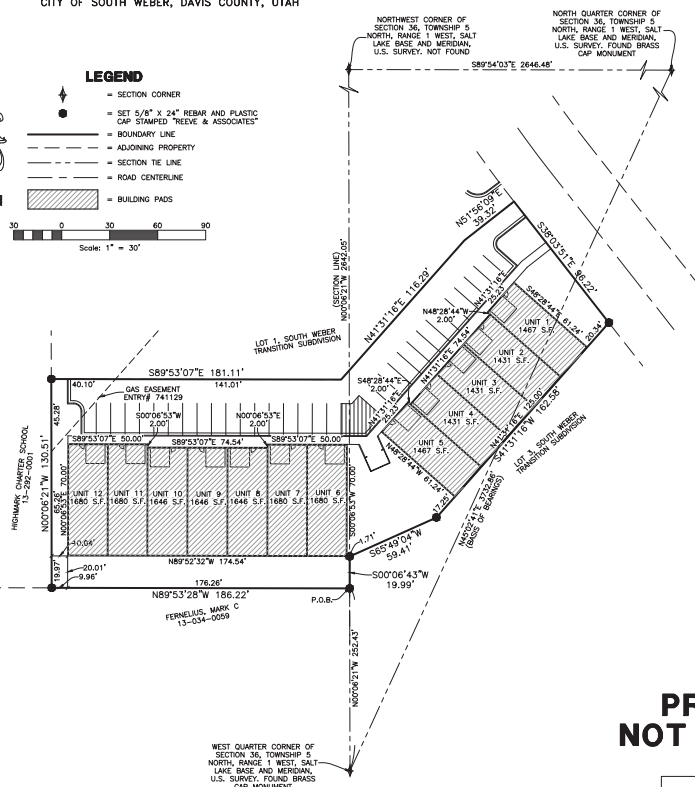 CITY OF SOUTH WEBER, DAVIS COUNTY, UTAH
NORTHWEST CORNER OF
SECTION 36, TOWNSHIP 5
NORTH, RANGE 1 WEST, SALT
LAKE BASE AND MERIDIAN,
U.S. SURVEY. NOT FOUND
NORTH QUARTER CORNER OF
SECTION 36, TOWNSHIP 5
NORTH, RANGE 1 WEST, SALT
LAKE BASE AND MERIDIAN,
U.S. SURVEY. FOUND BRASS
CAP MONUMENT
S89°54'03"E 2646.48'
LEGEND
= SECTION CORNER
= SET 5/8" X 24" REBAR AND PLASTIC
CAP STAMPED "REEVE & ASSOCIATES"
= BOUNDARY LINE
= ADJOINING PROPERTY
= SECTION TIE LINE
= ROAD CENTERLINE
= BUILDING PADS
30 0 30 60 90
Scale: 1" = 30'
(SECTION LINE)
N00°06'21"W 2642.05'
N51°56'09"E
39.32'
S38°03'51"E 96.22'
N41°31'16"E 116.29'
LOT 1, SOUTH WEBER
TRANSITION SUBDIVISION
N48°28'44"W
2.00'
N41°31'16"E
25.23'
S48°28'44"E 61.24'
20.34'
UNIT 1
1467 S.F.
UNIT 2
1431 S.F.
UNIT 3
1431 S.F.
UNIT 4
1431 S.F.
UNIT 5
1467 S.F.
N41°31'16"E 74.54'
S48°28'44"E
2.00'
N41°31'16"E
25.23'
N48°28'44"W 61.24'
17.25'
S41°31'16"W 162.58'
LOT 3, SOUTH WEBER
TRANSITION SUBDIVISION
N45°02'41"E 3732.86'
(BASIS OF BEARINGS)
S89°53'07"E 181.11'
40.10'
141.01'
GAS EASEMENT
ENTRY# 741129
S00°06'53"W
2.00'
N00°06'53"E
2.00'
S89°53'07"E 50.00'
S89°53'07"E 74.54'
S89°53'07"E 50.00'
HIGHMARK CHARTER SCHOOL
13-292-0001
N00°06'21"W 130.51'
45.28'
65.26'
19.97'
N00°06'53"E 70.00'
UNIT 12
1680 S.F.
UNIT 11
1680 S.F.
UNIT 10
1646 S.F.
UNIT 9
1646 S.F.
UNIT 8
1646 S.F.
UNIT 7
1680 S.F.
UNIT 6
1680 S.F.
S00°06'53"W 70.00'
10.04'
N89°52'32"W 174.54'
1.71'
S65°49'04"W
59.41'
S00°06'43"W
19.99'
20.01'
9.96'
176.26'
N89°53'28"W 186.22'
P.O.B.
FERNELIUS, MARK C
13-034-0059
N00°06'21"W 252.43'
WEST QUARTER CORNER OF
SECTION 36, TOWNSHIP 5
NORTH, RANGE 1 WEST, SALT
LAKE BASE AND MERIDIAN,
U.S. SURVEY. FOUND BRASS
CAP MONUMENT
NOT